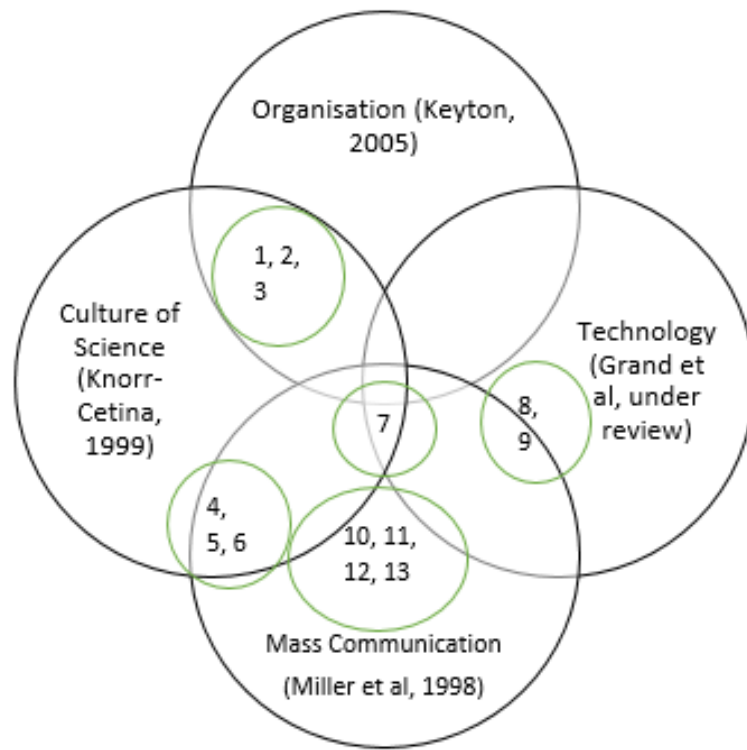 Organisation (Keyton,
2005)
1, 2,
3
Culture of
Science
(Knorr-
Cetina,
1999)
Technology
(Grand et
al, under
review)
8,
9
7
4,
5, 6
10, 11,
12, 13
Mass Communication
(Miller et al, 1998)